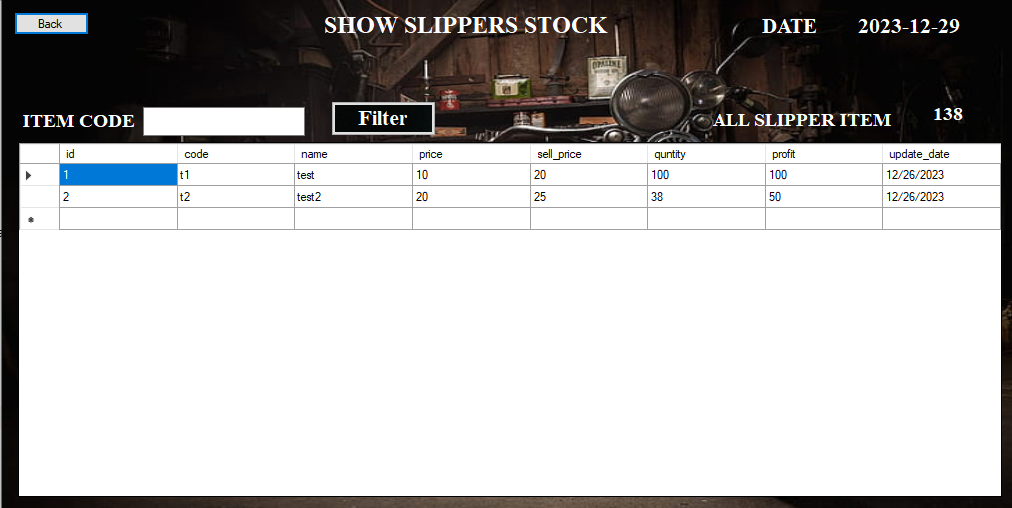 Back
SHOW SLIPPERS STOCK
DATE 2023-12-29
OPALINE
ITEM CODE Filter ALL SLIPPER ITEM 138
id code name price sell_price quntity profit update_date
1 t1 test 10 20 100 100 12/26/2023
2 t2 test2 20 25 38 50 12/26/2023